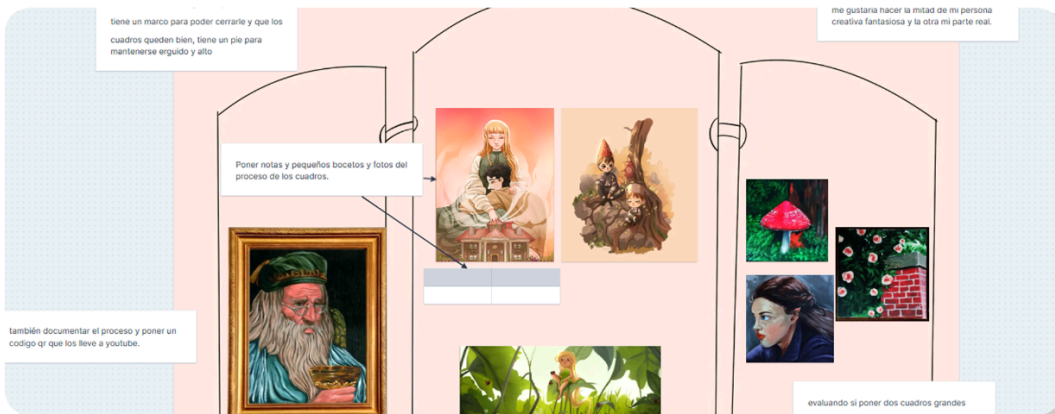 tiene un marco para poder cerrarle y que los
cuadros queden bien, tiene un pie para
mantenerse erguido y alto
me gustaria hacer la mitad de mi persona
creativa fantasiosa y la otra mi parte real.
Poner notas y pequeños bocetos y fotos del
proceso de los cuadros.
también documentar el proceso y poner un
codigo qr que los lleve a youtube.
evaluando si poner dos cuadros grandes